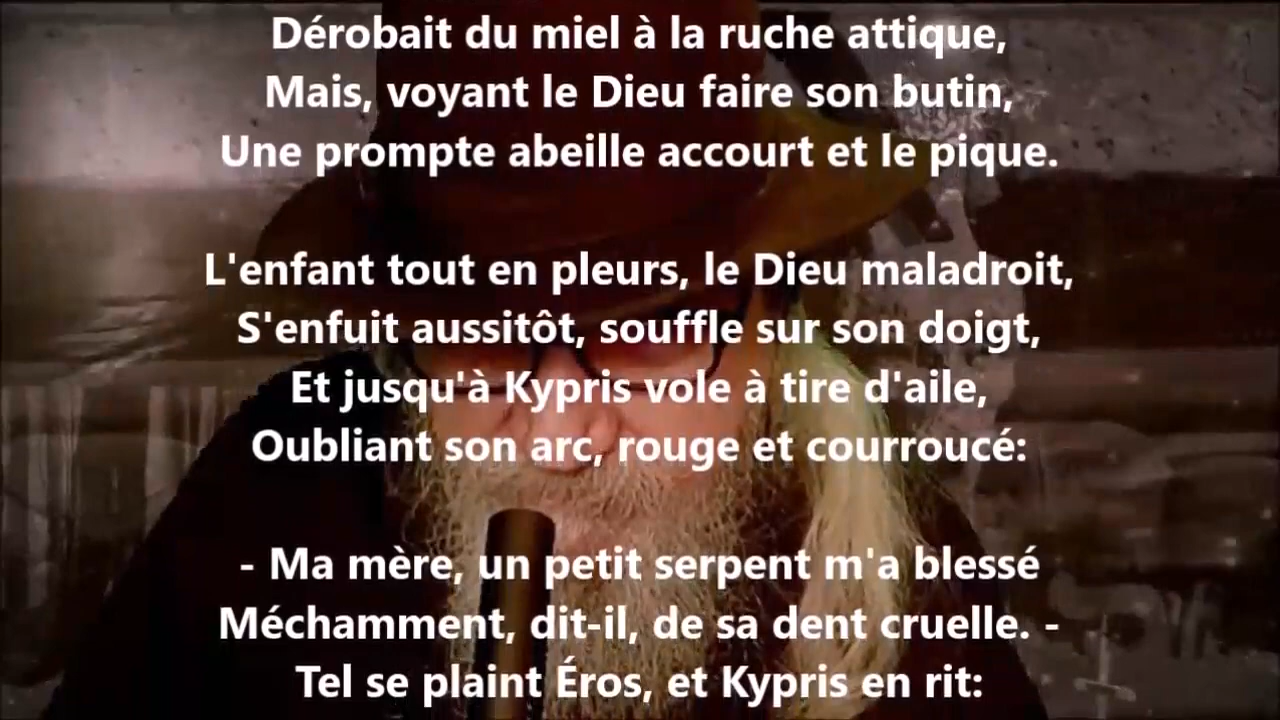 Dérobait du miel à la ruche attique,
Mais, voyant le Dieu faire son butin,
Une prompte abeille accourt et le pique.
L'enfant tout en pleurs, le Dieu maladroit,
S'enfuit aussitôt, souffle sur son doigt,
Et jusqu'à Kypris vole à tire d'aile,
Oubliant son arc, rouge et courroucé:
- Ma mère, un petit serpent m'a blessé
Méchamment, dit-il, de sa dent cruelle. -
Tel se plaint Éros, et Kypris en rit: